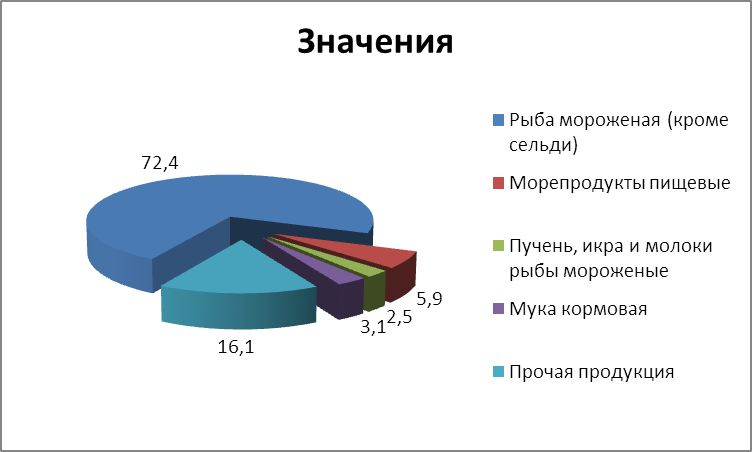 Значения
72,4
5,9
2,5
3,1
16,1
Рыба мороженая (кроме
сельди)
Морепродукты пищевые
Пучень, икра и молоки
рыбы мороженые
Мука кормовая
Прочая продукция